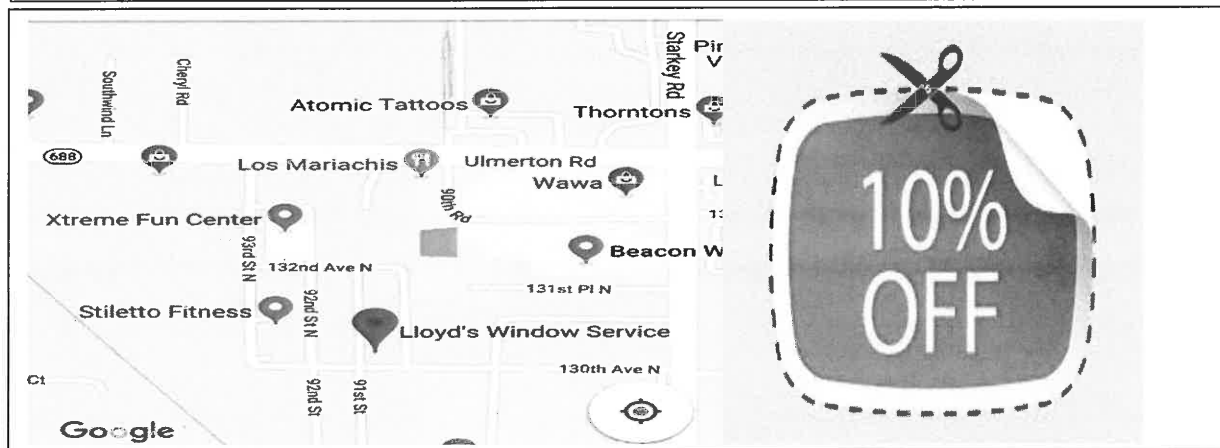 Southwind Ln
Cheryl Rd
Starkey Rd
Atomic Tattoos
Thorntons
688
Los Mariachis
Ulmerton Rd
Wawa
90th Rd
Xtreme Fun Center
93rd St N
Beacon W
132nd Ave N
131st Pl N
Stiletto Fitness
92nd St N
Lloyd's Window Service
130th Ave N
Ct
92nd St
91st St
Google
10%
OFF